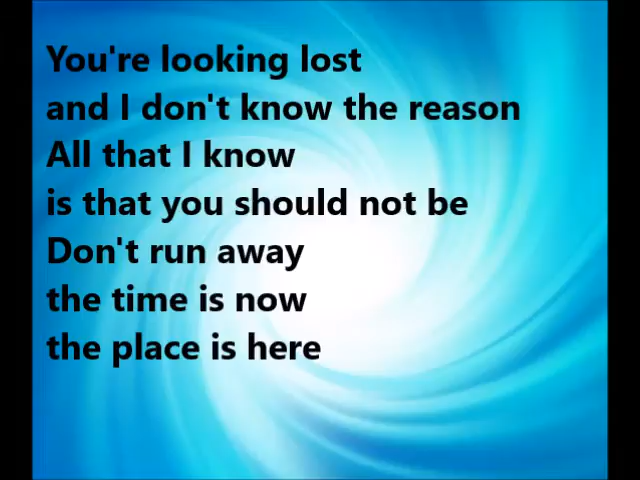 You're looking lost
and I don't know the reason
All that I know
is that you should not be
Don't run away
the time is now
the place is here